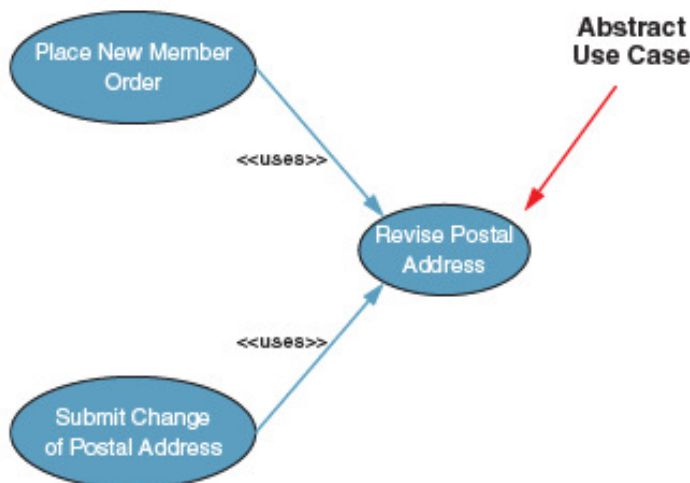 Place New Member
Order
Abstract
Use Case
<<uses>>
Revise Postal
Address
<<uses>>
Submit Change
of Postal Address